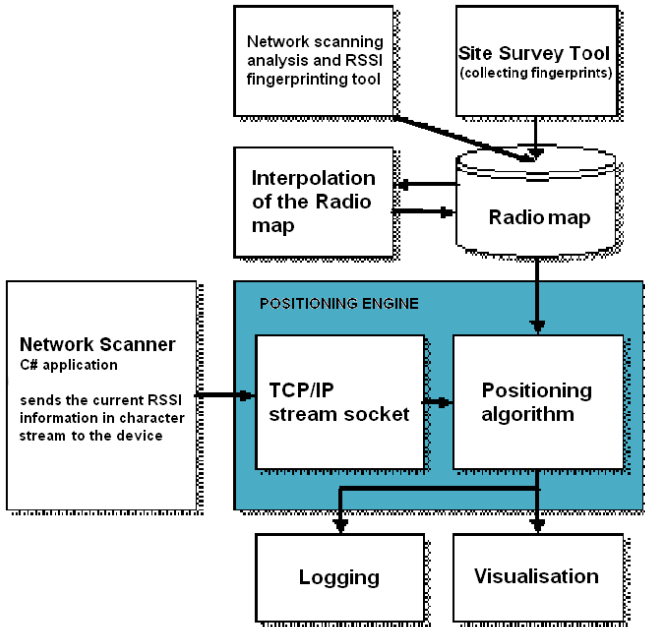 Network scanning
analysis and RSSI
fingerprinting tool
Site Survey Tool
(collecting fingerprints)
Interpolation
of the Radio
map
Radio map
POSITIONING ENGINE
Network Scanner
C# application
sends the current RSSI
information in character
stream to the device
TCP/IP
stream socket
Positioning
algorithm
Logging
Visualisation